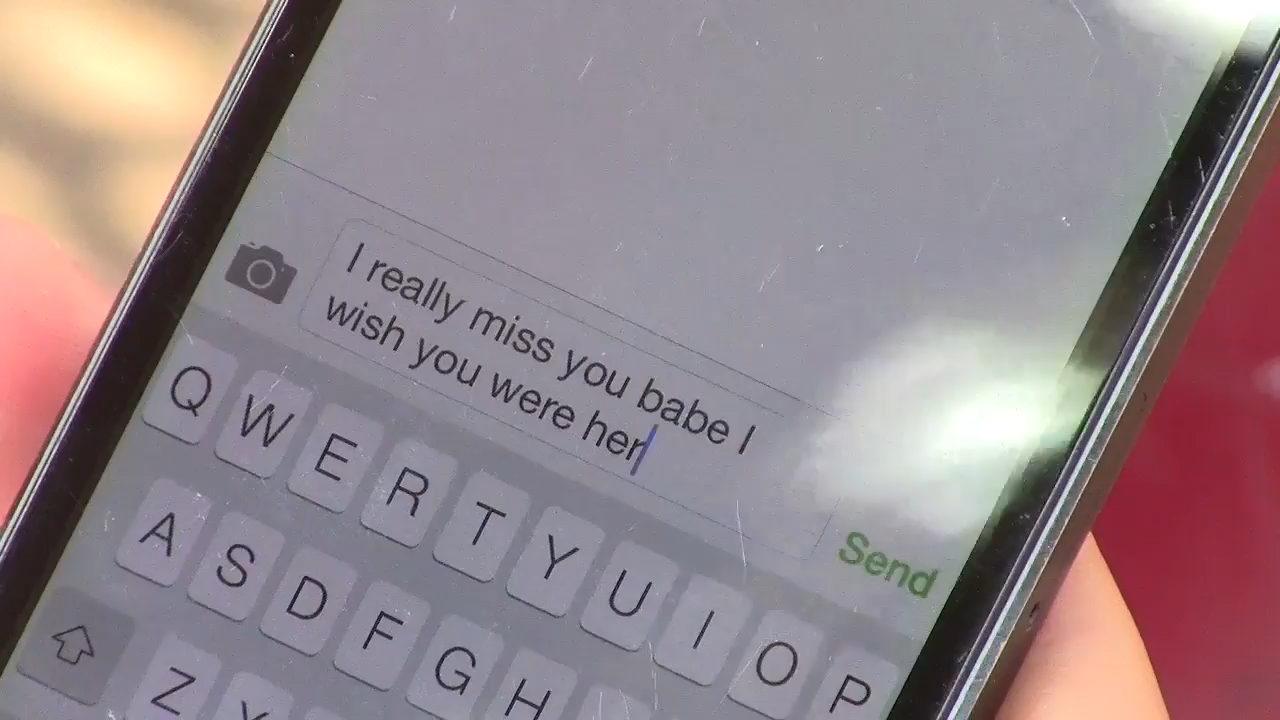 I really miss you babe I
wish you were her
Send
Q W E R T Y U I O P
A S D F G H
Z